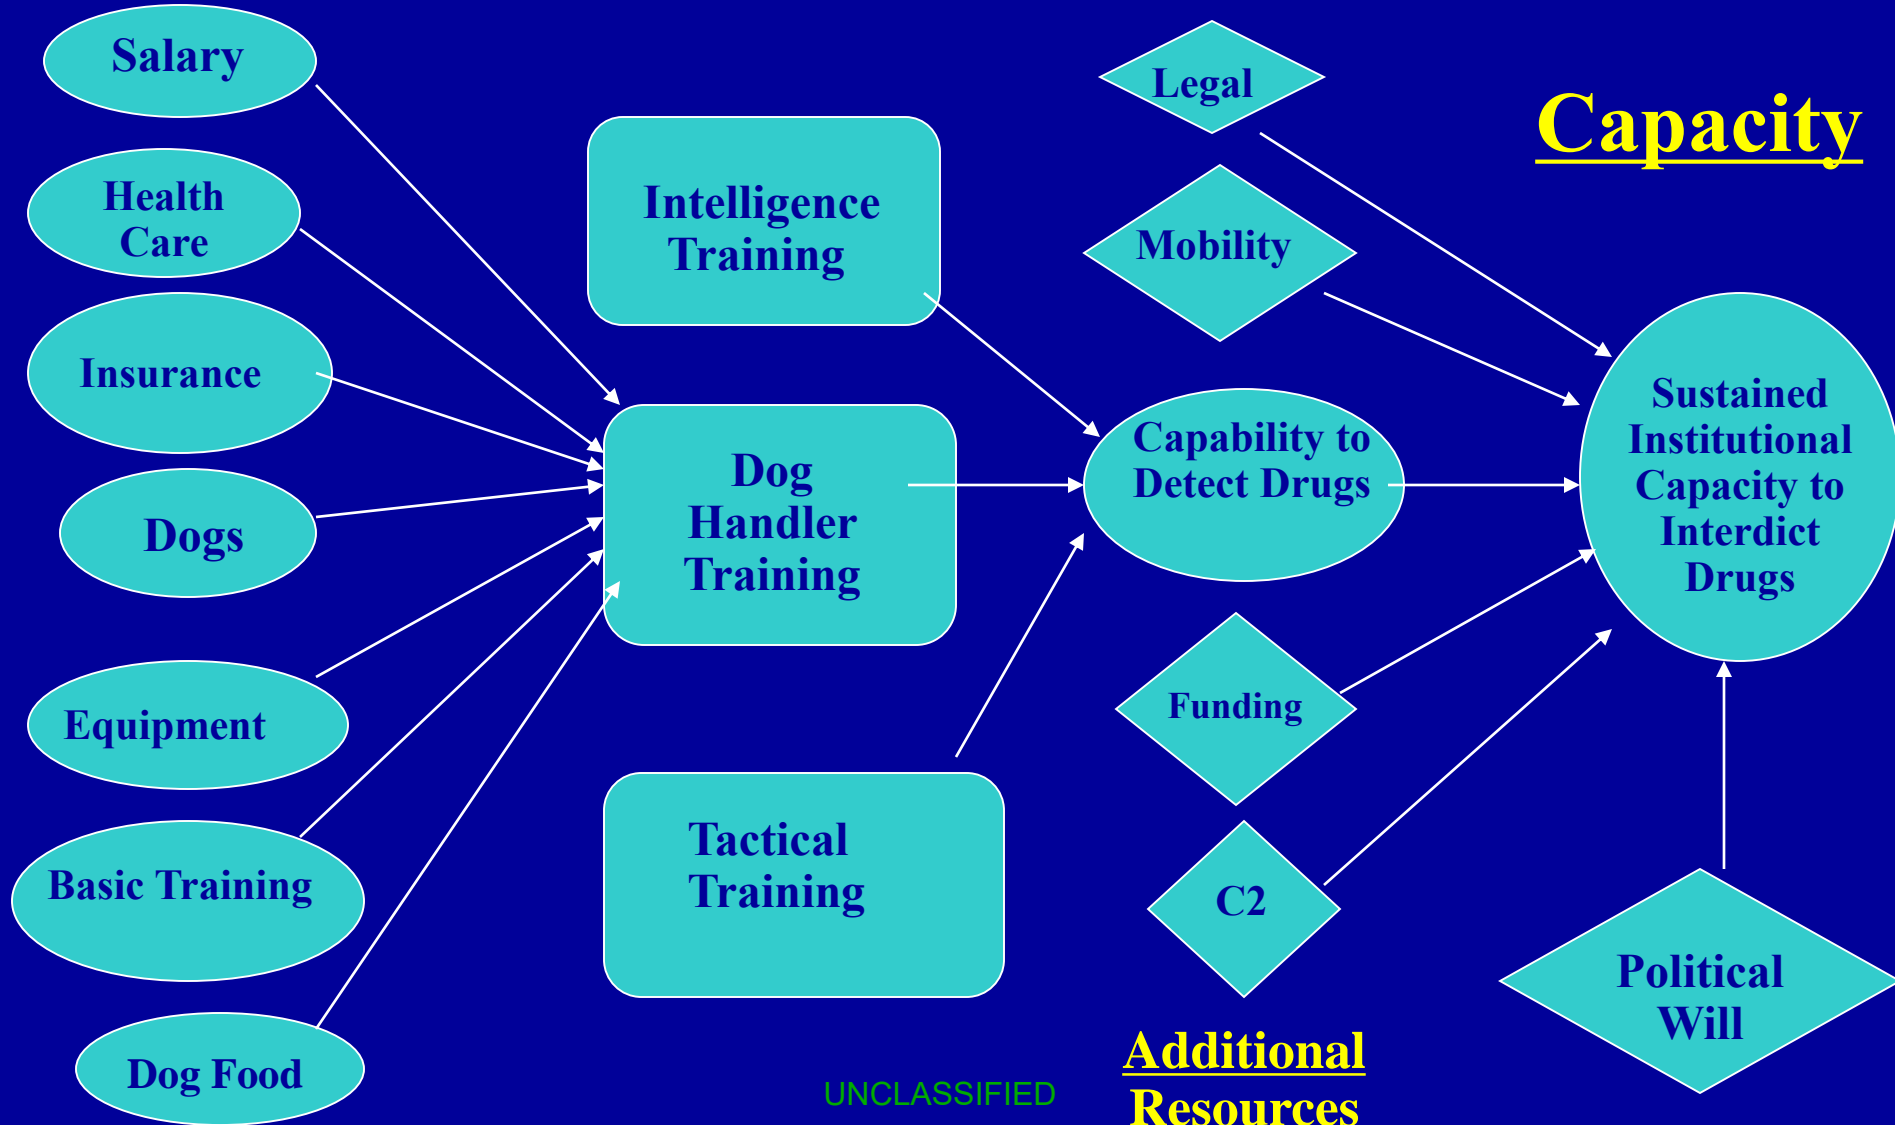 Salary
Health
Care
Insurance
Dogs
Equipment
Basic Training
Dog Food
Intelligence
Training
Dog
Handler
Training
Tactical
Training
Legal
Mobility
Capability to
Detect Drugs
Funding
C2
Additional
Resources
Capacity
Sustained
Institutional
Capacity to
Interdict
Drugs
Political
Will
UNCLASSIFIED